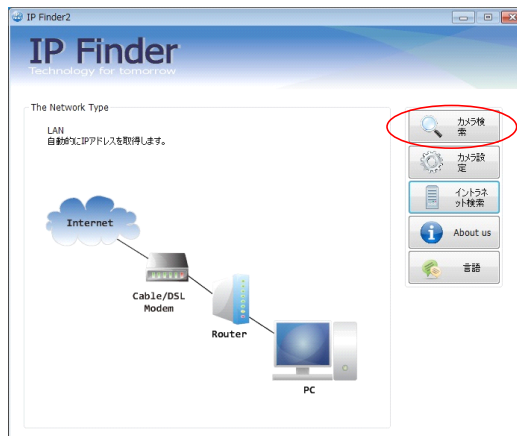 IP Finder2
IP Finder
Technology for tomorrow
The Network Type
LAN
自動的にIPアドレスを取得します。
Internet
Cable/DSL
Modem
Router
PC
カメラ検
索
カメラ設
定
イントラネ
ット検索
About us
言語